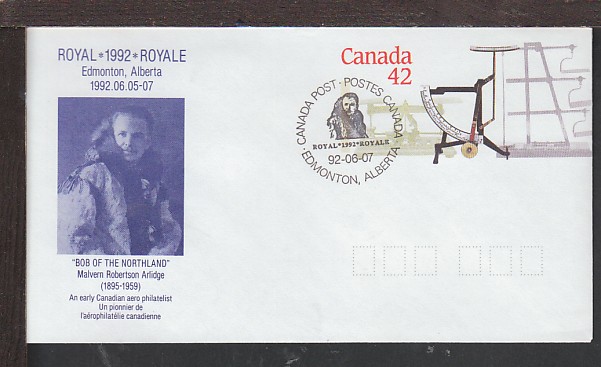 ROYAL*1992*ROYALE
Edmonton, Alberta
1992.06.05-07
"BOB OF THE NORTHLAND"
Malvern Robertson Arlidge
(1895-1959)
An early Canadian aero philatelist
Un pionnier de
l'aérophilatélie canadienne
Canada
42
CANADA POST · POSTES CANADA
ROYAL*1992*ROYALE
92-06-07
· EDMONTON, ALBERTA ·